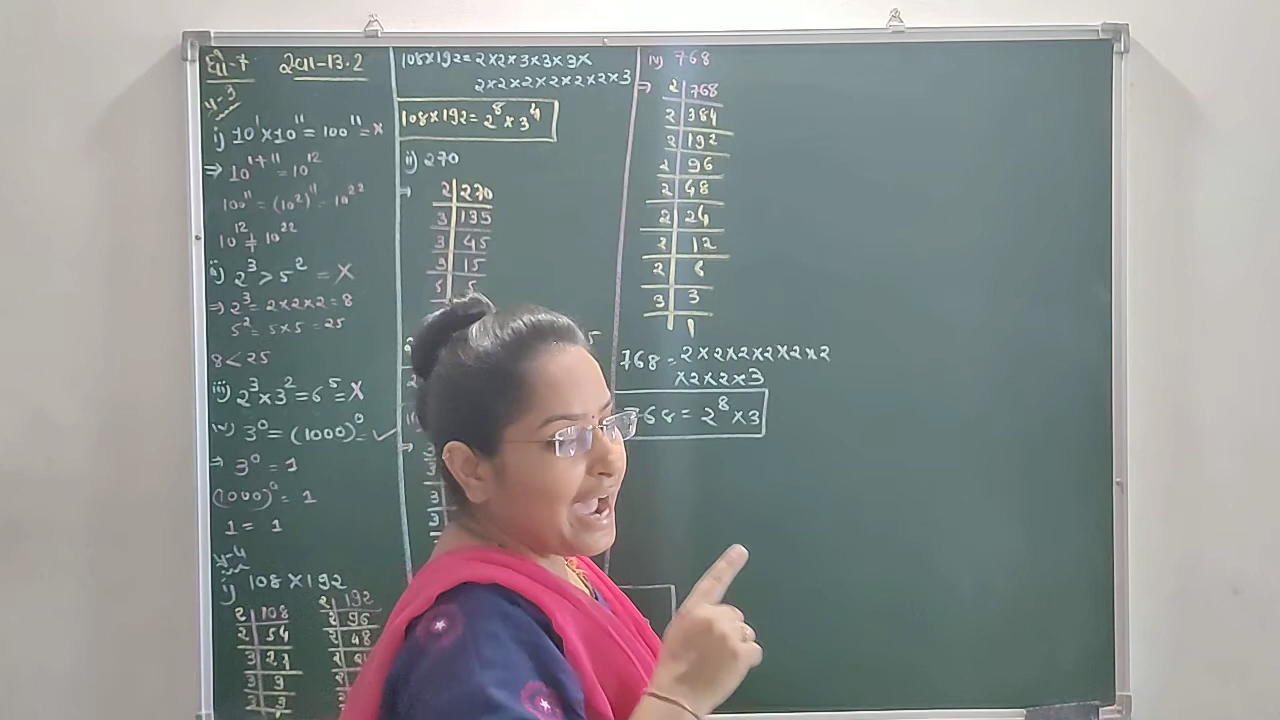 ધો-7 સ્વા-13.2
પ્ર-3
i) 10¹ × 10¹¹ = 100¹¹ = ×
⇒ 10¹⁺¹¹ = 10¹²
100¹¹ = (10²)¹¹ = 10²²
10¹² ≠ 10²²
ii) 2³ > 5² = ×
⇒ 2³ = 2×2×2 = 8
5² = 5×5 = 25
8 < 25
iii) 2³ × 3² = 6⁵ = ×
iv) 3⁰ = (1000)⁰ = ✓
⇒ 3⁰ = 1
(1000)⁰ = 1
1 = 1
પ્ર-4
i) 108 × 192
2 | 108
2 | 54
3 | 27
3 | 9
3 | 3
2 | 192
2 | 96
2 | 48
108×192 = 2×2×3×3×3×
2×2×2×2×2×2×3
108×192 = 2⁸ × 3⁴
ii) 270
⇒
2 | 270
3 | 135
3 | 45
3 | 15
5 | 5
iv) 768
⇒ 2 | 768
2 | 384
2 | 192
2 | 96
2 | 48
2 | 24
2 | 12
2 | 6
3 | 3
1
768 = 2×2×2×2×2×2
×2×2×3
768 = 2⁸ × 3